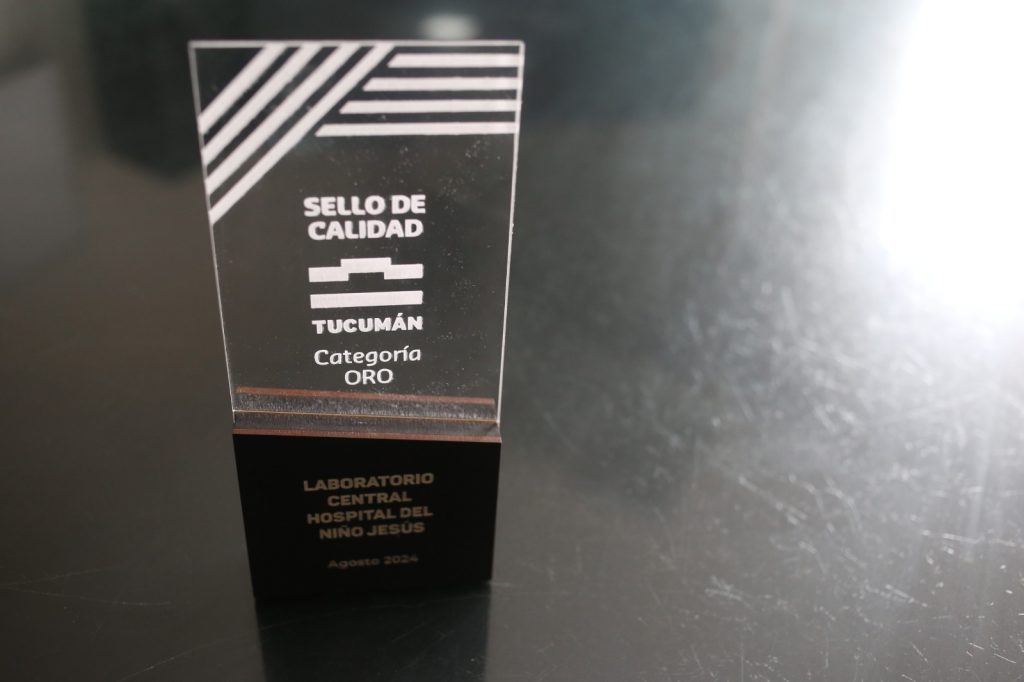 SELLO DE
CALIDAD
TUCUMÁN
Categoría
ORO
LABORATORIO
CENTRAL
HOSPITAL DEL
NIÑO JESÚS
Agosto 2024